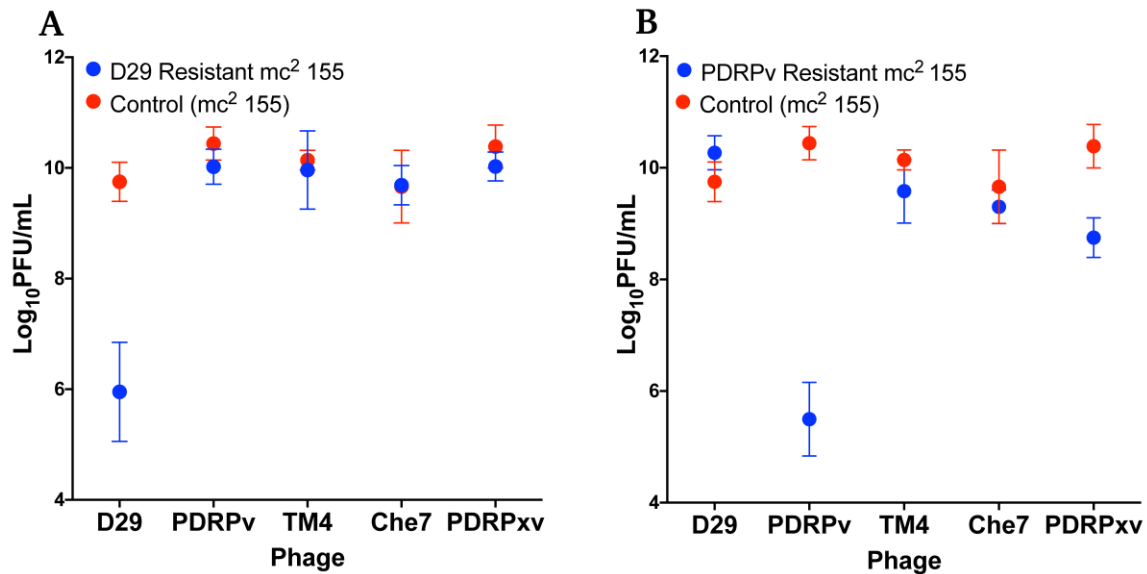 A
D29 Resistant mc² 155
Control (mc² 155)
12
10
8
6
4
Log₁₀PFU/mL
D29 PDRPv TM4 Che7 PDRPxv
Phage
B
PDRPv Resistant mc² 155
Control (mc² 155)
12
10
8
6
4
Log₁₀PFU/mL
D29 PDRPv TM4 Che7 PDRPxv
Phage